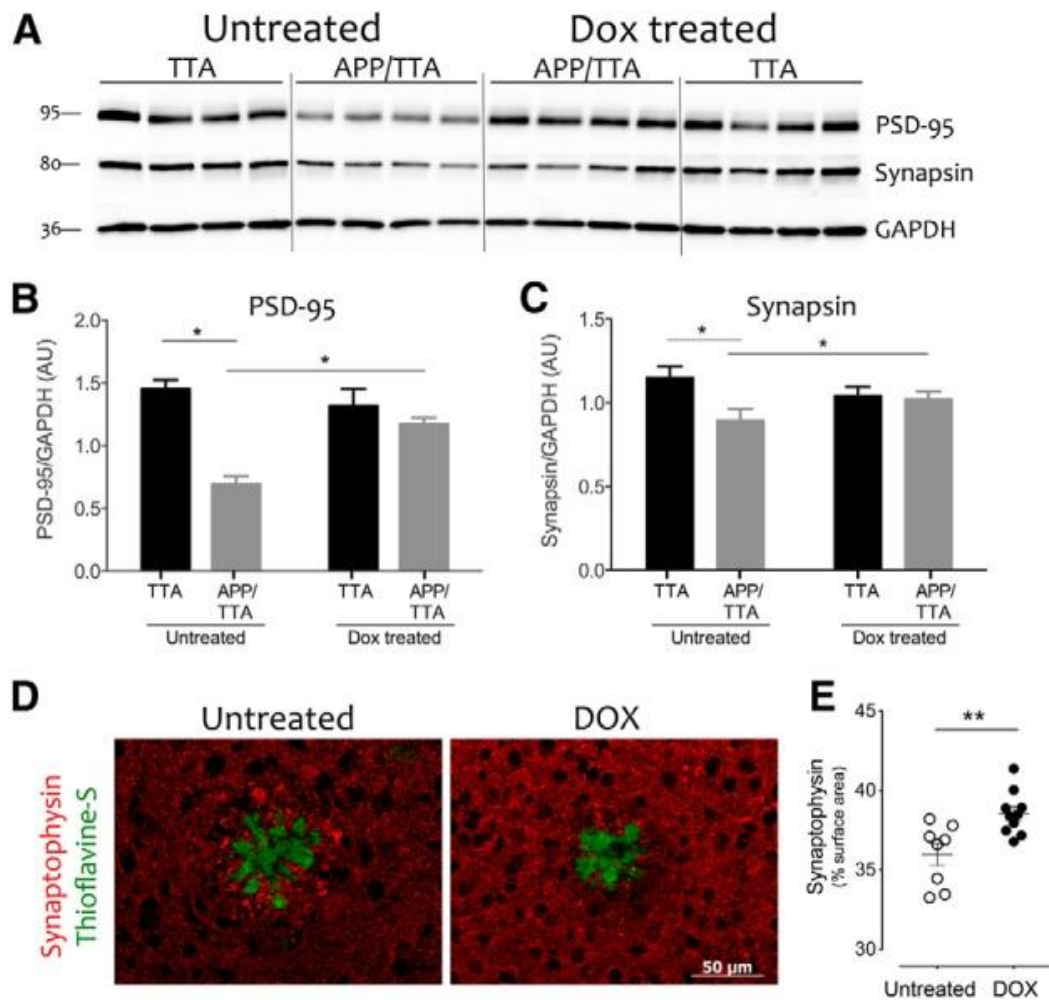 A
Untreated
Dox treated
TTA
APP/TTA
APP/TTA
TTA
95
80
36
PSD-95
Synapsin
GAPDH
B
PSD-95
PSD-95/GAPDH (AU)
2.0
1.5
1.0
0.5
0.0
*
*
TTA
APP/
TTA
TTA
APP/
TTA
Untreated
Dox treated
C
Synapsin
Synapsin/GAPDH (AU)
1.5
1.0
0.5
0.0
*
*
TTA
APP/
TTA
TTA
APP/
TTA
Untreated
Dox treated
D
Untreated
DOX
Synaptophysin
Thioflavine-S
50 µm
E
Synaptophysin
(% surface area)
45
40
35
30
**
Untreated DOX